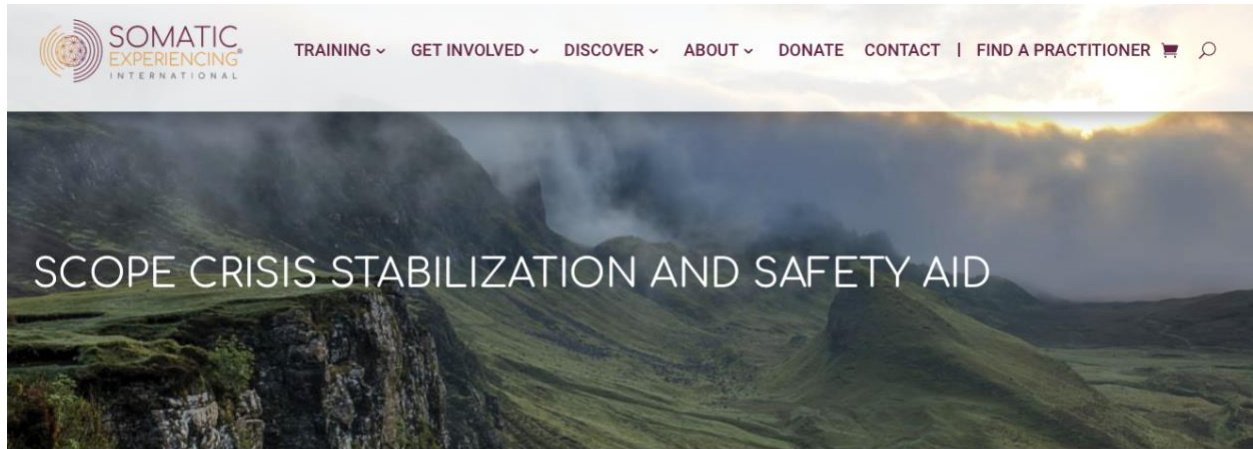 SOMATIC
EXPERIENCING®
INTERNATIONAL
TRAINING GET INVOLVED DISCOVER ABOUT DONATE CONTACT | FIND A PRACTITIONER
SCOPE CRISIS STABILIZATION AND SAFETY AID